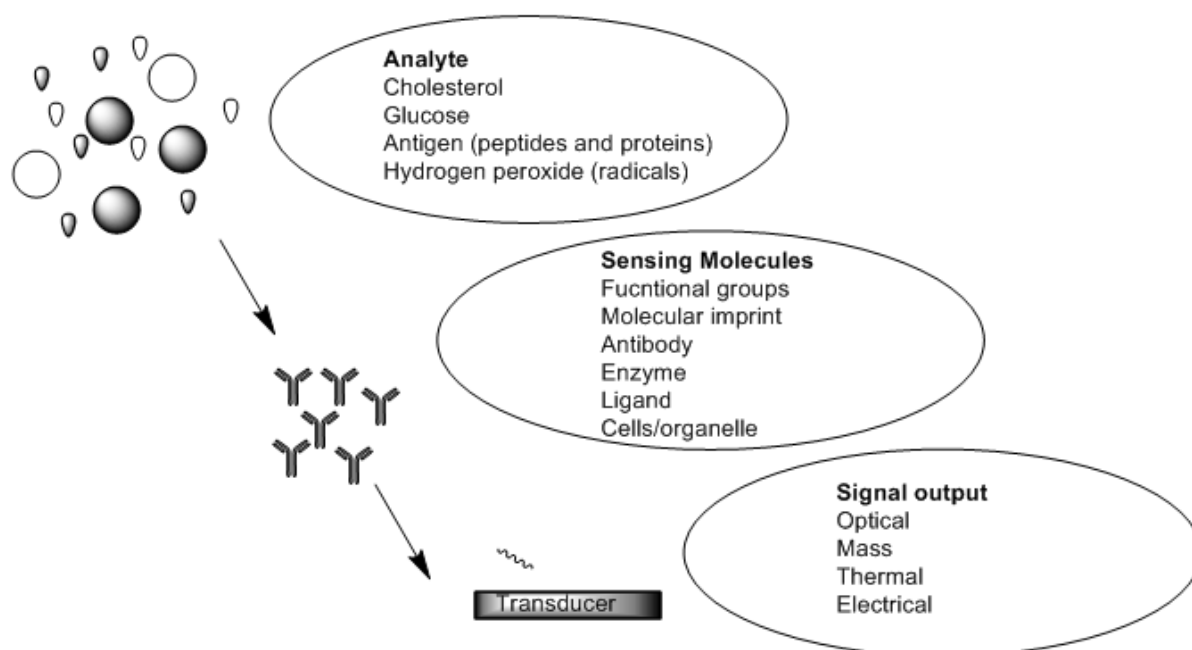 Analyte
Cholesterol
Glucose
Antigen (peptides and proteins)
Hydrogen peroxide (radicals)
Sensing Molecules
Fucntional groups
Molecular imprint
Antibody
Enzyme
Ligand
Cells/organelle
Signal output
Optical
Mass
Thermal
Electrical
Transducer